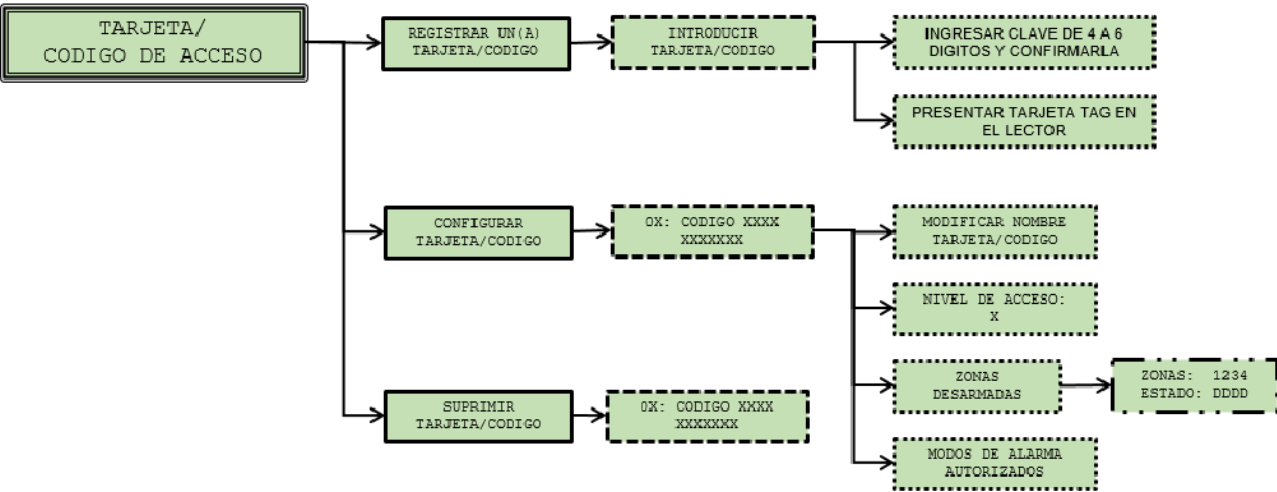 TARJETA/
CODIGO DE ACCESO
REGISTRAR UN(A)
TARJETA/CODIGO
INTRODUCIR
TARJETA/CODIGO
INGRESAR CLAVE DE 4 A 6
DIGITOS Y CONFIRMARLA
PRESENTAR TARJETA TAG EN
EL LECTOR
CONFIGURAR
TARJETA/CODIGO
0X: CODIGO XXXX
XXXXXXX
MODIFICAR NOMBRE
TARJETA/CODIGO
NIVEL DE ACCESO:
X
ZONAS
DESARMADAS
ZONAS: 1234
ESTADO: DDDD
MODOS DE ALARMA
AUTORIZADOS
SUPRIMIR
TARJETA/CODIGO
0X: CODIGO XXXX
XXXXXXX